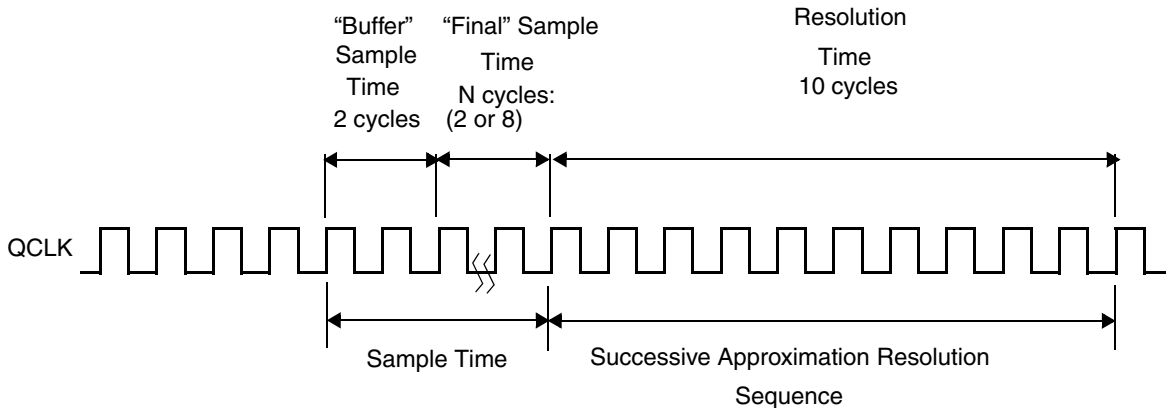 “Buffer”
Sample
Time
2 cycles
“Final” Sample
Time
N cycles:
(2 or 8)
Resolution
Time
10 cycles
QCLK
Sample Time
Successive Approximation Resolution
Sequence